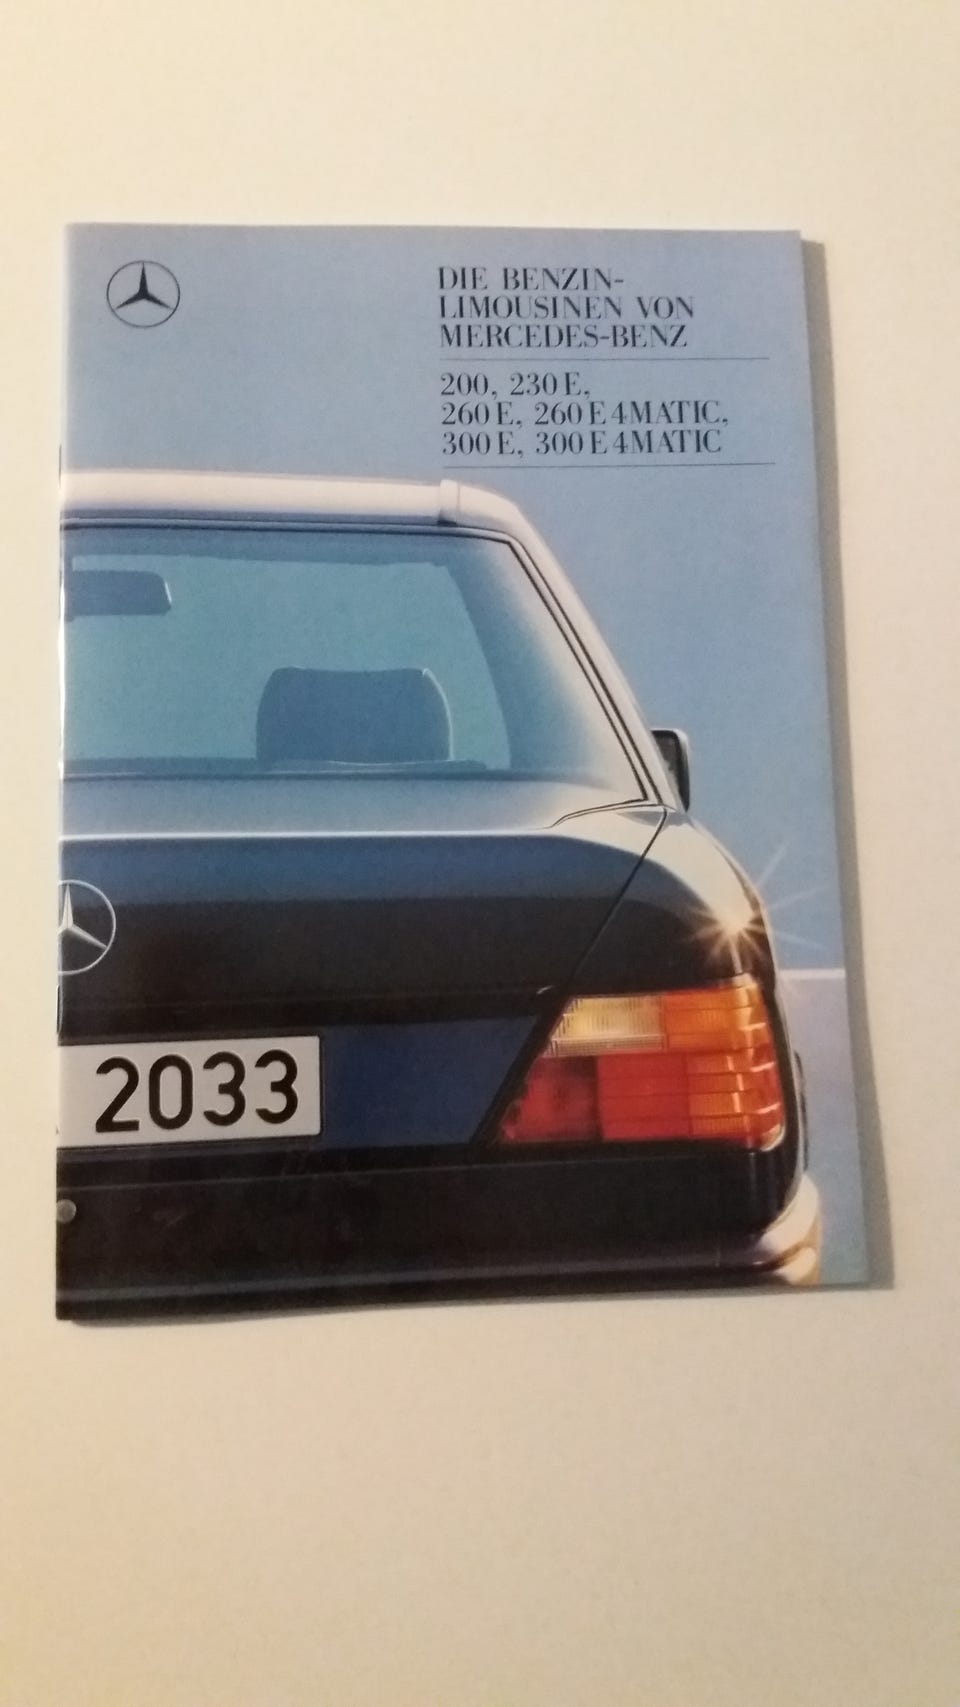 DIE BENZIN-
LIMOUSINEN VON
MERCEDES-BENZ
200, 230 E,
260 E, 260 E 4MATIC,
300 E, 300 E 4MATIC
2033